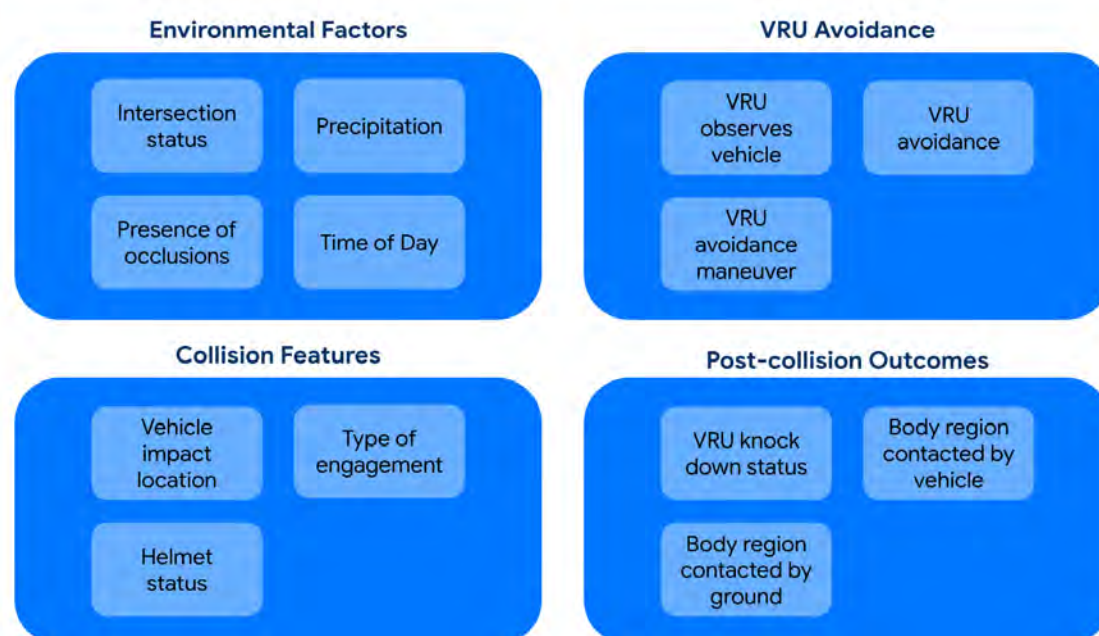 Environmental Factors
Intersection
status
Precipitation
Presence of
occlusions
Time of Day
VRU Avoidance
VRU
observes
vehicle
VRU
avoidance
VRU
avoidance
maneuver
Collision Features
Vehicle
impact
location
Type of
engagement
Helmet
status
Post-collision Outcomes
VRU knock
down status
Body region
contacted by
vehicle
Body region
contacted by
ground